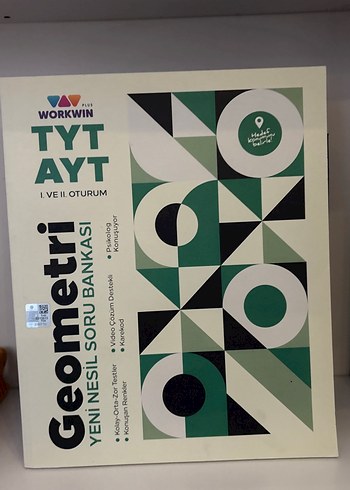 PLUS
WORKWIN
TYT
AYT
I. VE II. OTURUM
Geometri
YENİ NESİL SORU BANKASI
• Kolay-Orta-Zor Testler
• Konuşan Renkler
• Video Çözüm Destekli
• Karekod
• Psikolog
Konuşuyor
Hedef
konumunu
belirle!